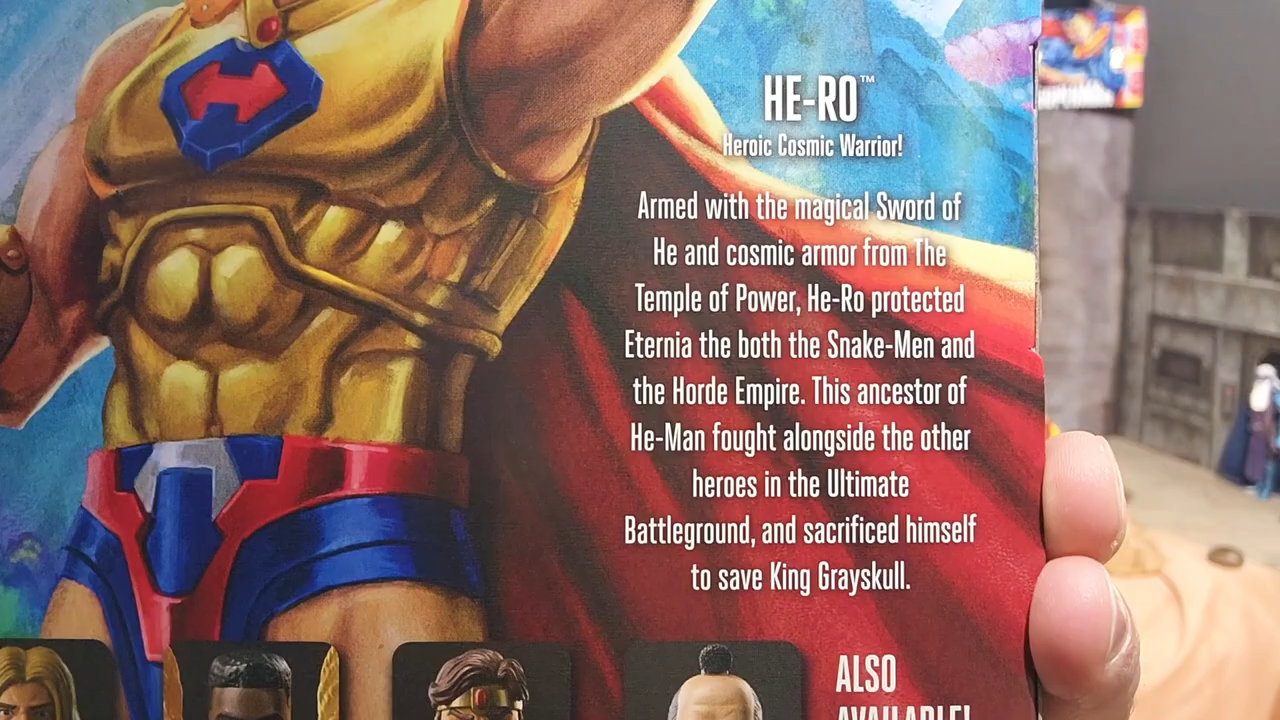 HE-RO™
Heroic Cosmic Warrior!
Armed with the magical Sword of
He and cosmic armor from The
Temple of Power, He-Ro protected
Eternia the both the Snake-Men and
the Horde Empire. This ancestor of
He-Man fought alongside the other
heroes in the Ultimate
Battleground, and sacrificed himself
to save King Grayskull.
ALSO
AVAILABLE!